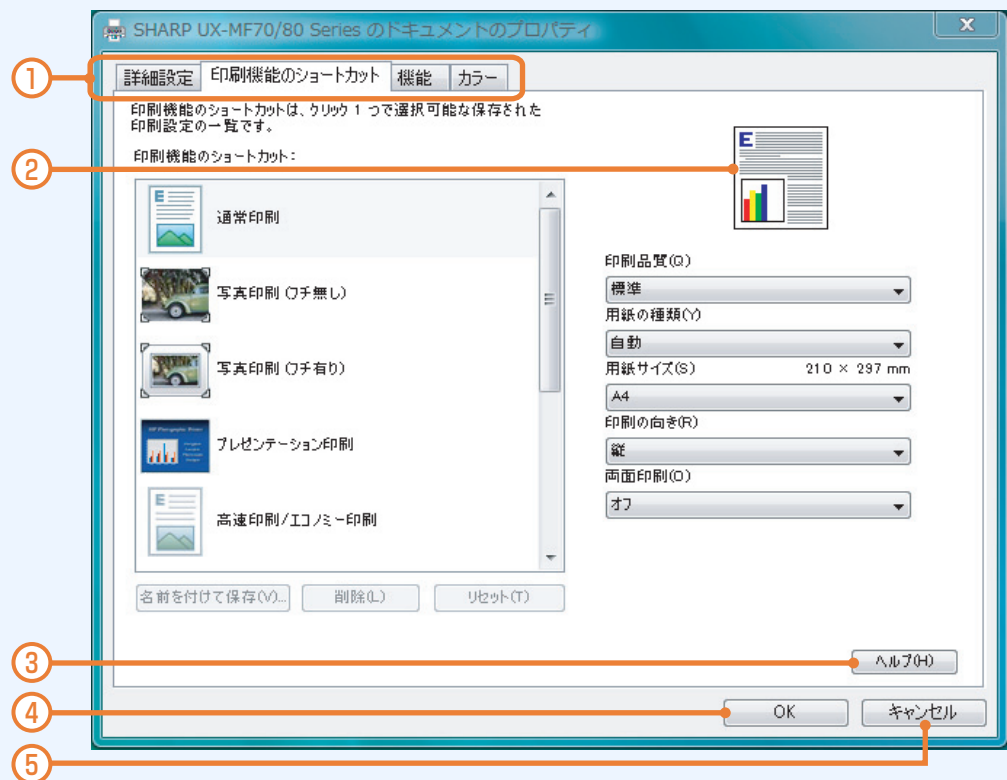 SHARP UX-MF70/80 Series のドキュメントのプロパティ
X
①
詳細設定 印刷機能のショートカット 機能 カラー
印刷機能のショートカットは、クリック 1 つで選択可能な保存された
印刷設定の一覧です。
②
印刷機能のショートカット:
E
E
通常印刷
写真印刷 (フチ無し)
写真印刷 (フチ有り)
プレゼンテーション印刷
E
高速印刷/エコノミー印刷
名前を付けて保存(V)... 削除(L) リセット(T)
印刷品質(Q)
標準
用紙の種類(Y)
自動
用紙サイズ(S) 210 × 297 mm
A4
印刷の向き(R)
縦
両面印刷(O)
オフ
③
ヘルプ(H)
④
OK キャンセル
⑤